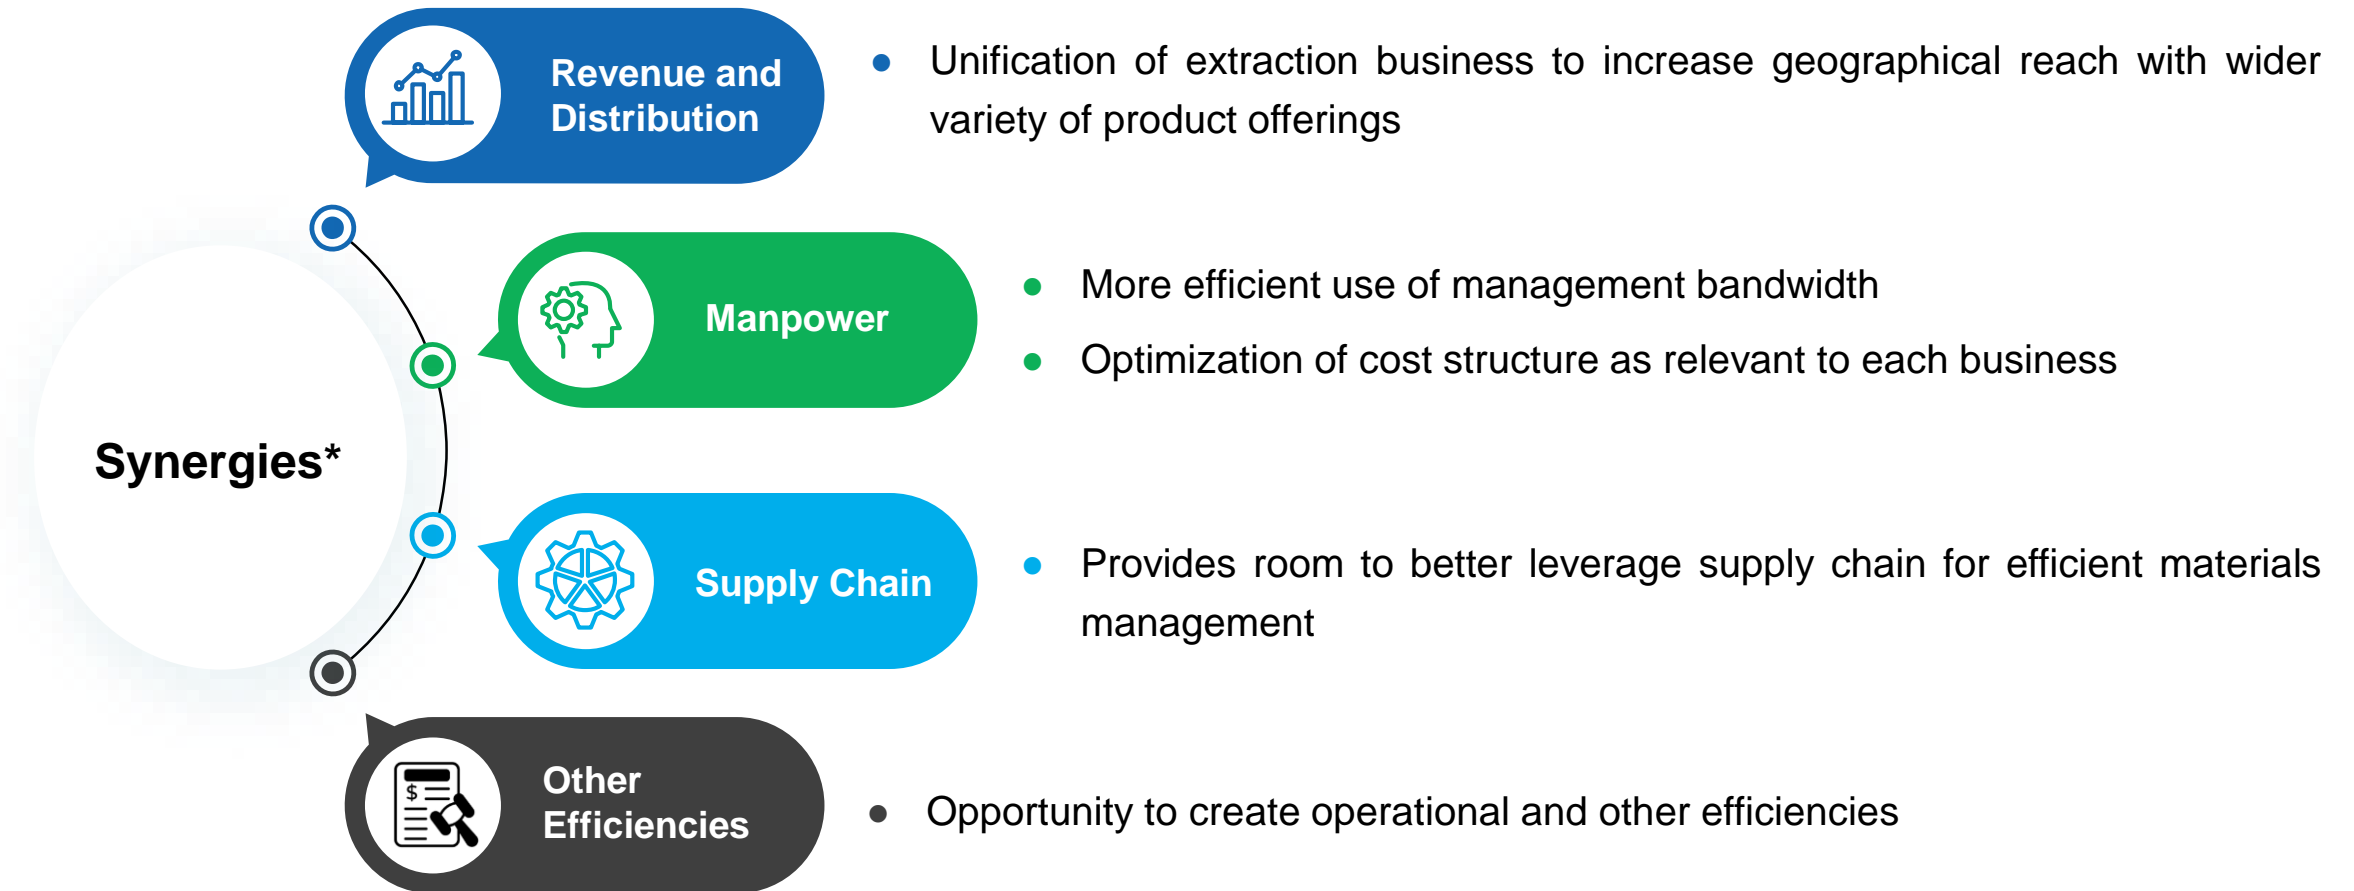 Revenue and
Distribution
● Unification of extraction business to increase geographical reach with wider
variety of product offerings
Manpower
● More efficient use of management bandwidth
● Optimization of cost structure as relevant to each business
Synergies*
Supply Chain
● Provides room to better leverage supply chain for efficient materials
management
Other
Efficiencies
$
● Opportunity to create operational and other efficiencies